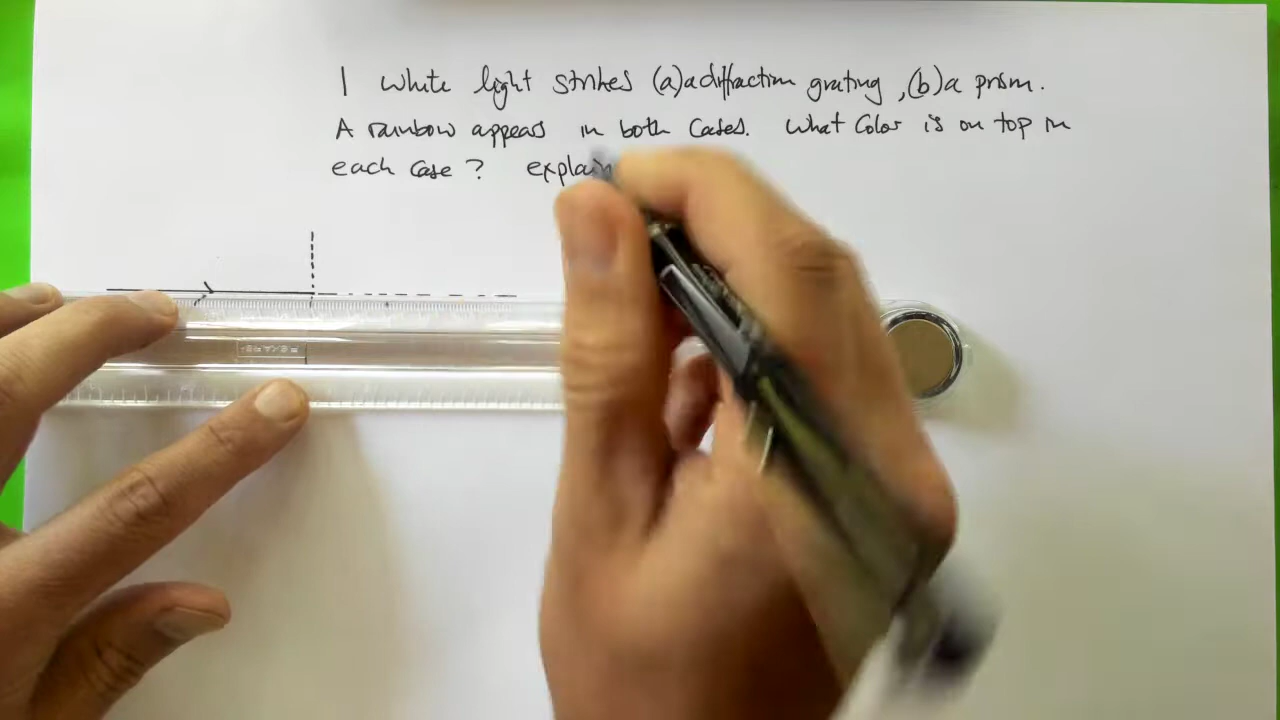 1 White light strikes (a) a diffraction grating, (b) a prism.
A rainbow appears in both Cases. What Color is on top in
each Case? explain